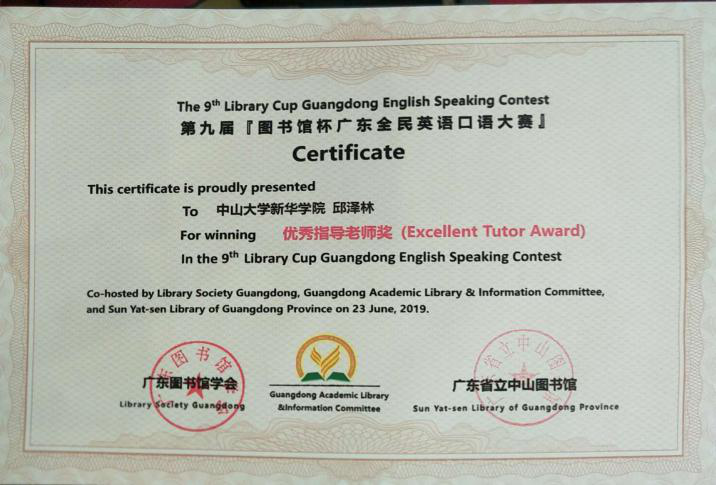 The 9th Library Cup Guangdong English Speaking Contest
第九届『图书馆杯广东全民英语口语大赛』
Certificate
This certificate is proudly presented
To 中山大学新华学院 邱泽林
For winning 优秀指导老师奖 (Excellent Tutor Award)
In the 9th Library Cup Guangdong English Speaking Contest
Co-hosted by Library Society Guangdong, Guangdong Academic Library & Information Committee,
and Sun Yat-sen Library of Guangdong Province on 23 June, 2019.
广东图书馆学会
Library Society Guangdong
Guangdong Academic Library
&Information Committee
广东省立中山图书馆
Sun Yat-sen Library of Guangdong Province